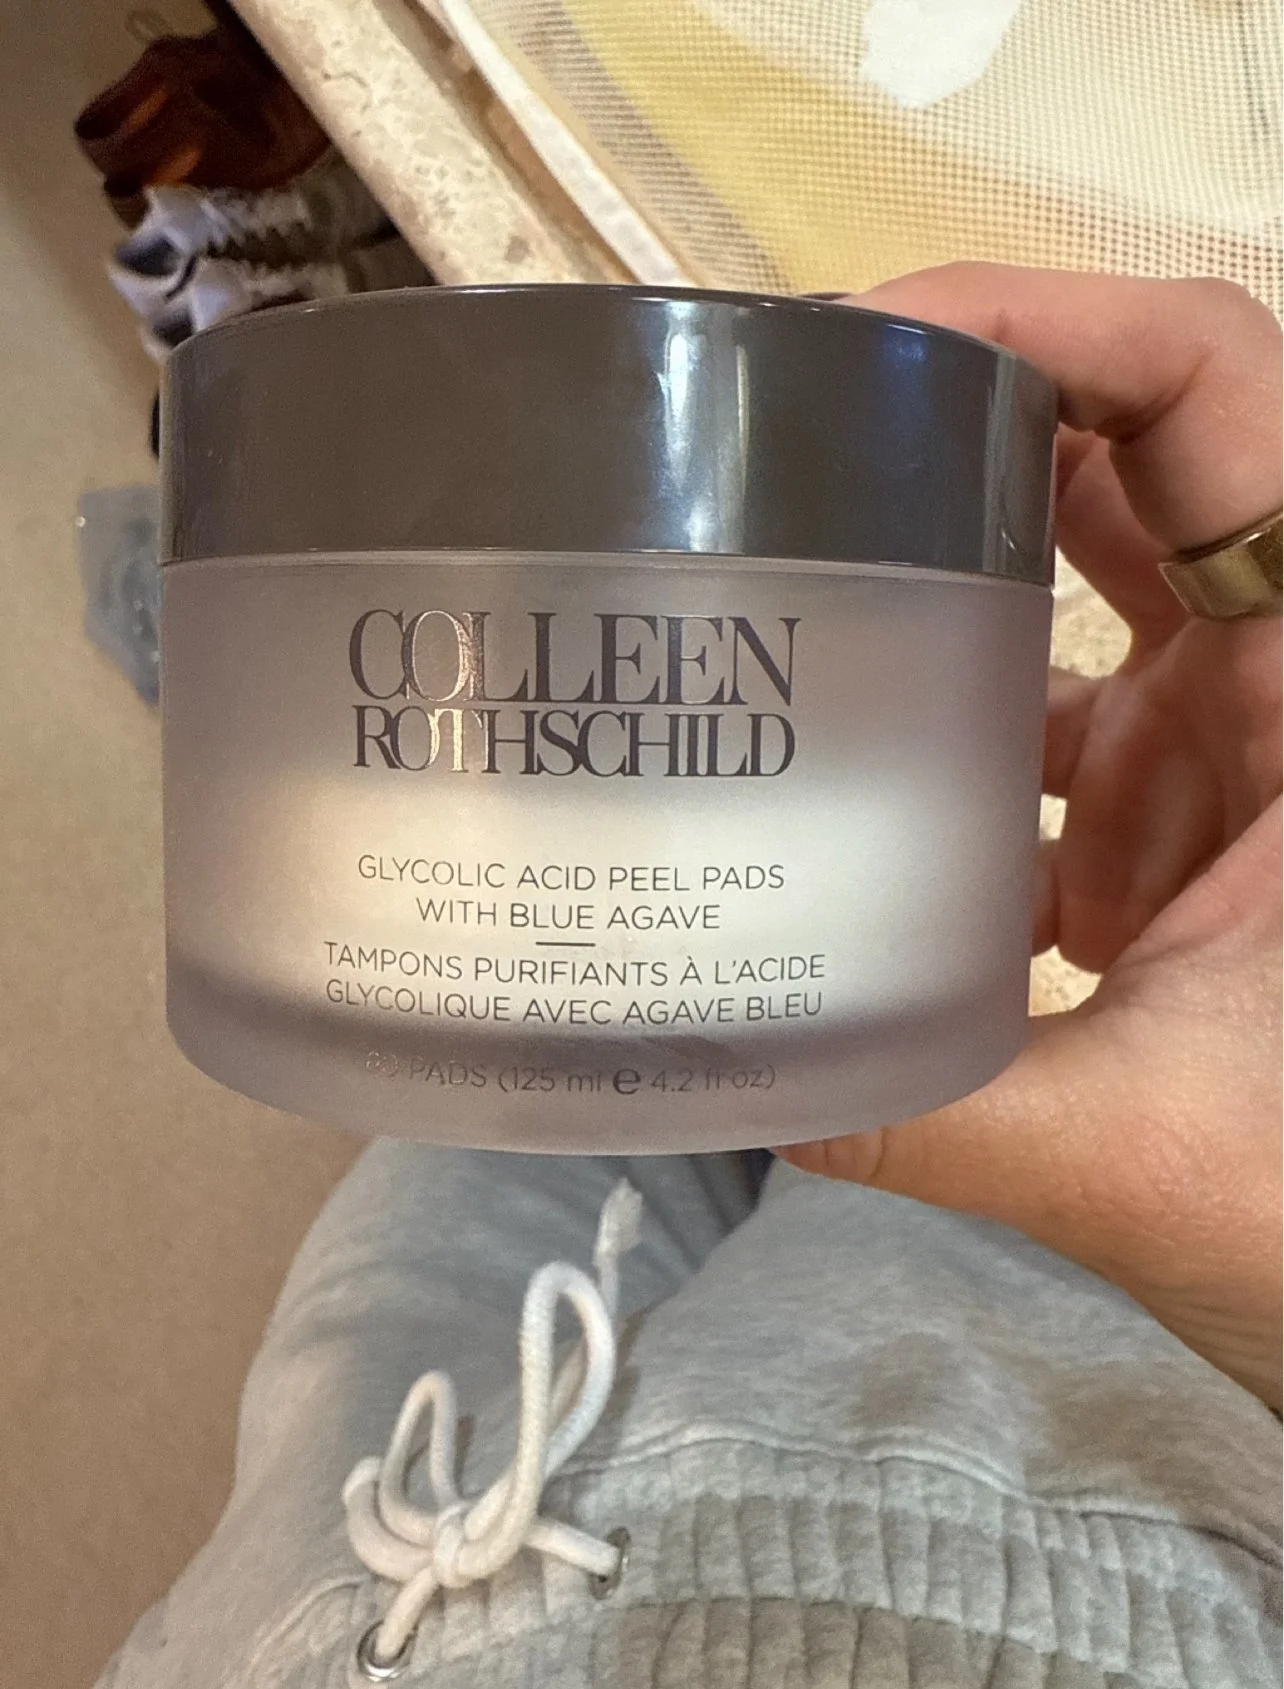 COLLEEN
ROTHSCHILD
GLYCOLIC ACID PEEL PADS
WITH BLUE AGAVE
TAMPONS PURIFIANTS À L'ACIDE
GLYCOLIQUE AVEC AGAVE BLEU
PADS (125 ml e 4.2 fl oz)